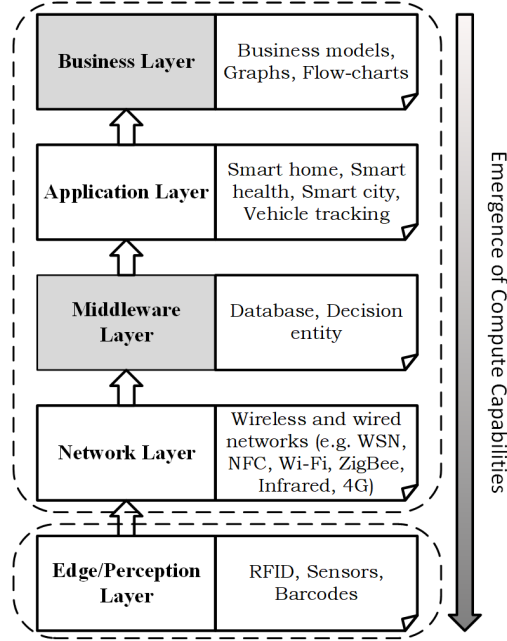 Business Layer
Business models,
Graphs, Flow-charts
Application Layer
Smart home, Smart
health, Smart city,
Vehicle tracking
Middleware
Layer
Database, Decision
entity
Network Layer
Wireless and wired
networks (e.g. WSN,
NFC, Wi-Fi, ZigBee,
Infrared, 4G)
Edge/Perception
Layer
RFID, Sensors,
Barcodes
Emergence of Compute Capabilities